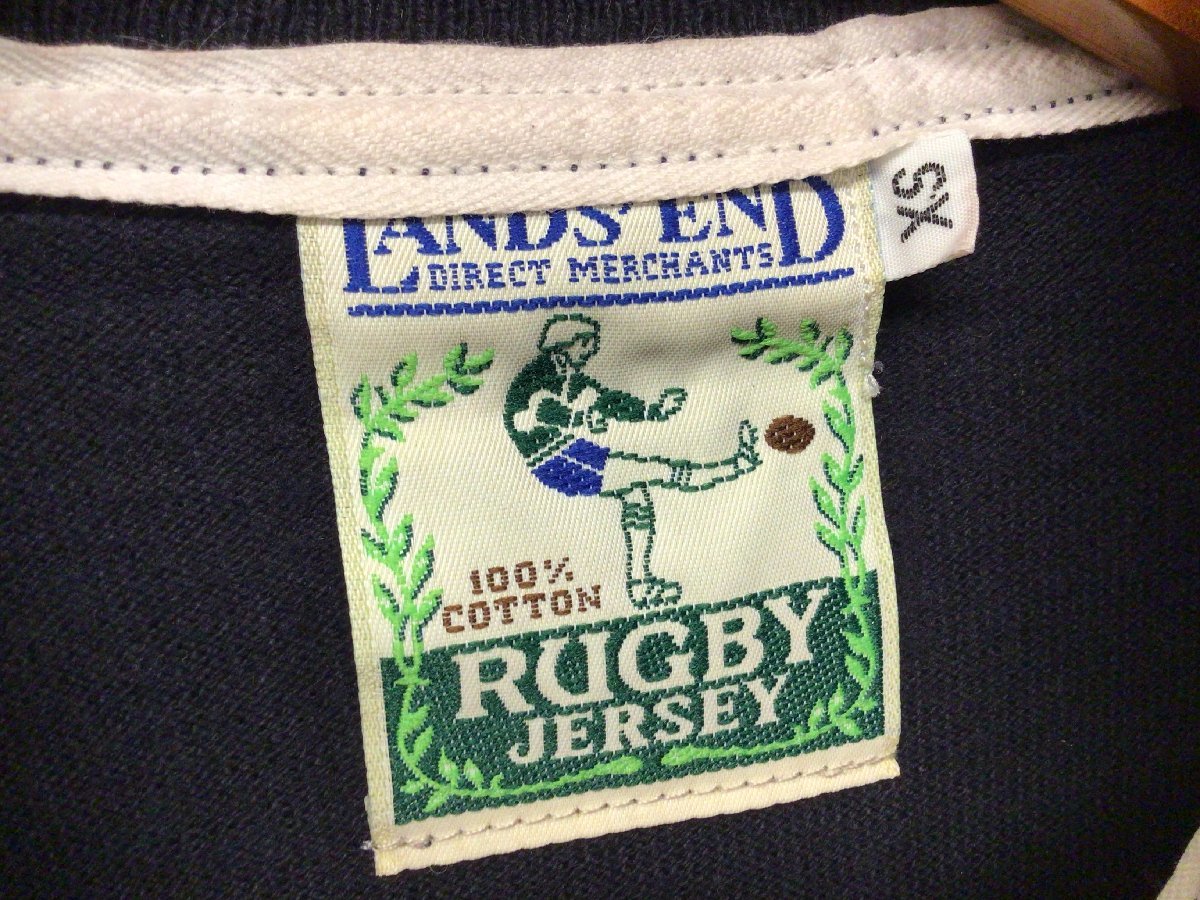 LANDS' END
DIRECT MERCHANTS
XS
100%
COTTON
RUGBY
JERSEY